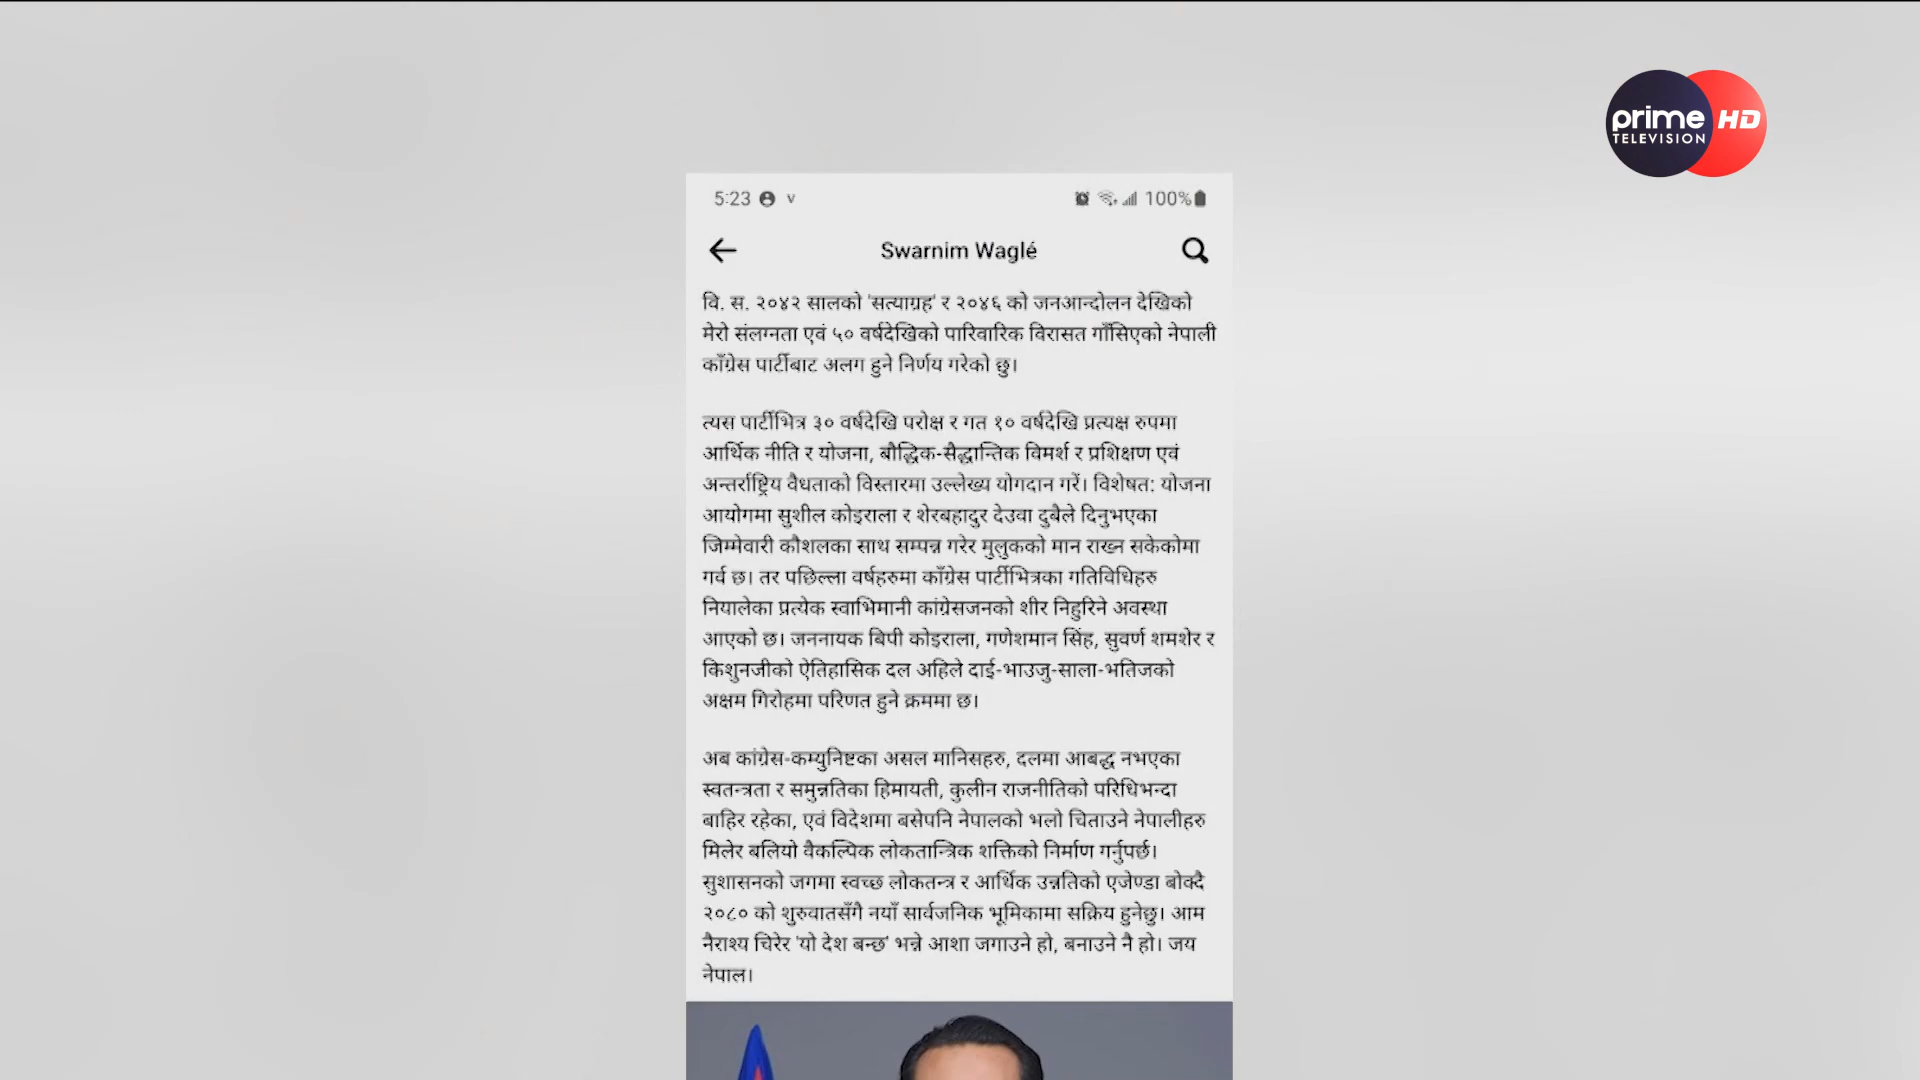 prime HD
TELEVISION
5:23 v 100%
Swarnim Waglé
वि. स. २०४२ सालको 'सत्याग्रह' र २०४६ को जनआन्दोलन देखिको
मेरो संलग्नता एवं ५० वर्षदेखिको पारिवारिक विरासत गाँसिएको नेपाली
काँग्रेस पार्टीबाट अलग हुने निर्णय गरेको छु।
त्यस पार्टीभित्र ३० वर्षदेखि परोक्ष र गत १० वर्षदेखि प्रत्यक्ष रुपमा
आर्थिक नीति र योजना, बौद्धिक-सैद्धान्तिक विमर्श र प्रशिक्षण एवं
अन्तर्राष्ट्रिय वैधताको विस्तारमा उल्लेख्य योगदान गरें। विशेषत: योजना
आयोगमा सुशील कोइराला र शेरबहादुर देउवा दुबैले दिनुभएका
जिम्मेवारी कौशलका साथ सम्पन्न गरेर मुलुकको मान राख्न सकेकोमा
गर्व छ। तर पछिल्ला वर्षहरुमा काँग्रेस पार्टीभित्रका गतिविधिहरु
नियालेका प्रत्येक स्वाभिमानी कांग्रेसजनको शीर निहुरिने अवस्था
आएको छ। जननायक बिपी कोइराला, गणेशमान सिंह, सुवर्ण शमशेर र
किशुनजीको ऐतिहासिक दल अहिले दाई-भाउजु-साला-भतिजको
अक्षम गिरोहमा परिणत हुने क्रममा छ।
अब कांग्रेस-कम्युनिष्टका असल मानिसहरु, दलमा आबद्ध नभएका
स्वतन्त्रता र समुन्नतिका हिमायती, कुलीन राजनीतिको परिधिभन्दा
बाहिर रहेका, एवं विदेशमा बसेपनि नेपालको भलो चिताउने नेपालीहरु
मिलेर बलियो वैकल्पिक लोकतान्त्रिक शक्तिको निर्माण गर्नुपर्छ।
सुशासनको जगमा स्वच्छ लोकतन्त्र र आर्थिक उन्नतिको एजेण्डा बोक्दै
२०८० को शुरुवातसँगै नयाँ सार्वजनिक भूमिकामा सक्रिय हुनेछु। आम
नैराश्य चिरेर 'यो देश बन्छ' भन्ने आशा जगाउने हो, बनाउने नै हो। जय
नेपाल।